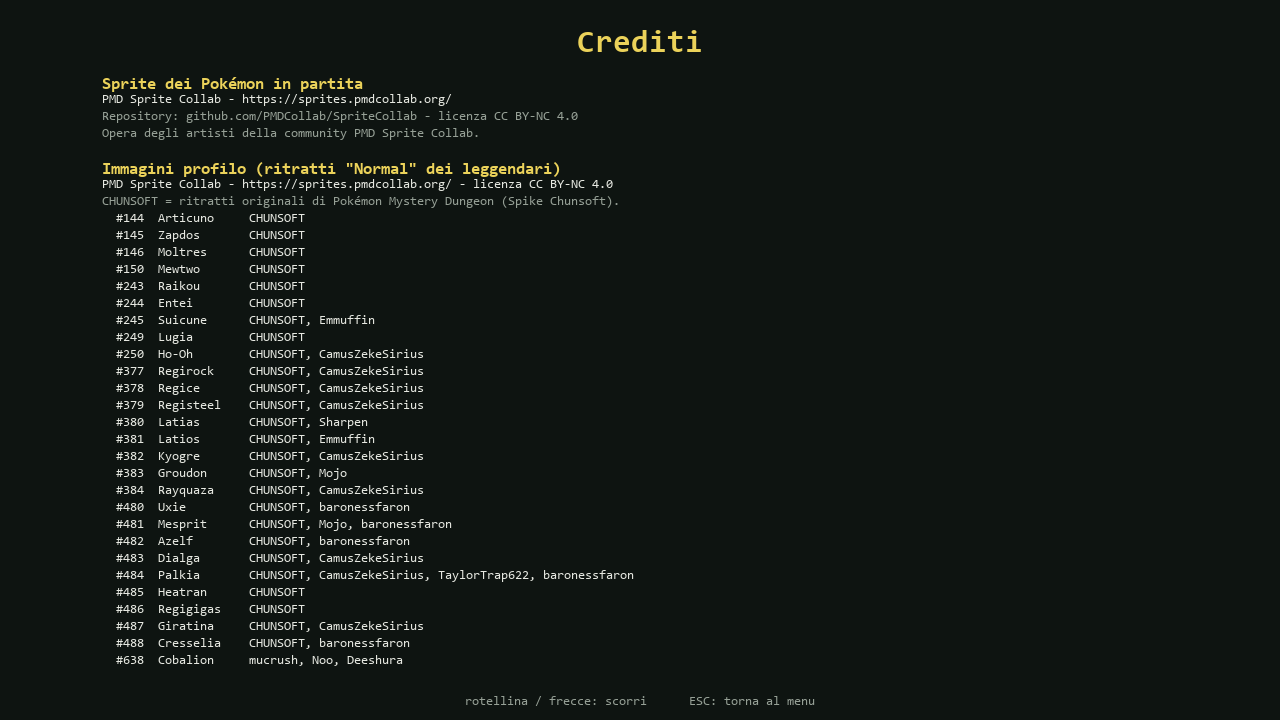 Crediti
Sprite dei Pokémon in partita
PMD Sprite Collab - https://sprites.pmdcollab.org/
Repository: github.com/PMDCollab/SpriteCollab - licenza CC BY-NC 4.0
Opera degli artisti della community PMD Sprite Collab.
Immagini profilo (ritratti "Normal" dei leggendari)
PMD Sprite Collab - https://sprites.pmdcollab.org/ - licenza CC BY-NC 4.0
CHUNSOFT = ritratti originali di Pokémon Mystery Dungeon (Spike Chunsoft).
#144 Articuno CHUNSOFT
#145 Zapdos CHUNSOFT
#146 Moltres CHUNSOFT
#150 Mewtwo CHUNSOFT
#243 Raikou CHUNSOFT
#244 Entei CHUNSOFT
#245 Suicune CHUNSOFT, Emmuffin
#249 Lugia CHUNSOFT
#250 Ho-Oh CHUNSOFT, CamusZekeSirius
#377 Regirock CHUNSOFT, CamusZekeSirius
#378 Regice CHUNSOFT, CamusZekeSirius
#379 Registeel CHUNSOFT, CamusZekeSirius
#380 Latias CHUNSOFT, Sharpen
#381 Latios CHUNSOFT, Emmuffin
#382 Kyogre CHUNSOFT, CamusZekeSirius
#383 Groudon CHUNSOFT, Mojo
#384 Rayquaza CHUNSOFT, CamusZekeSirius
#480 Uxie CHUNSOFT, baronessfaron
#481 Mesprit CHUNSOFT, Mojo, baronessfaron
#482 Azelf CHUNSOFT, baronessfaron
#483 Dialga CHUNSOFT, CamusZekeSirius
#484 Palkia CHUNSOFT, CamusZekeSirius, TaylorTrap622, baronessfaron
#485 Heatran CHUNSOFT
#486 Regigigas CHUNSOFT
#487 Giratina CHUNSOFT, CamusZekeSirius
#488 Cresselia CHUNSOFT, baronessfaron
#638 Cobalion mucrush, Noo, Deeshura
rotellina / frecce: scorri ESC: torna al menu